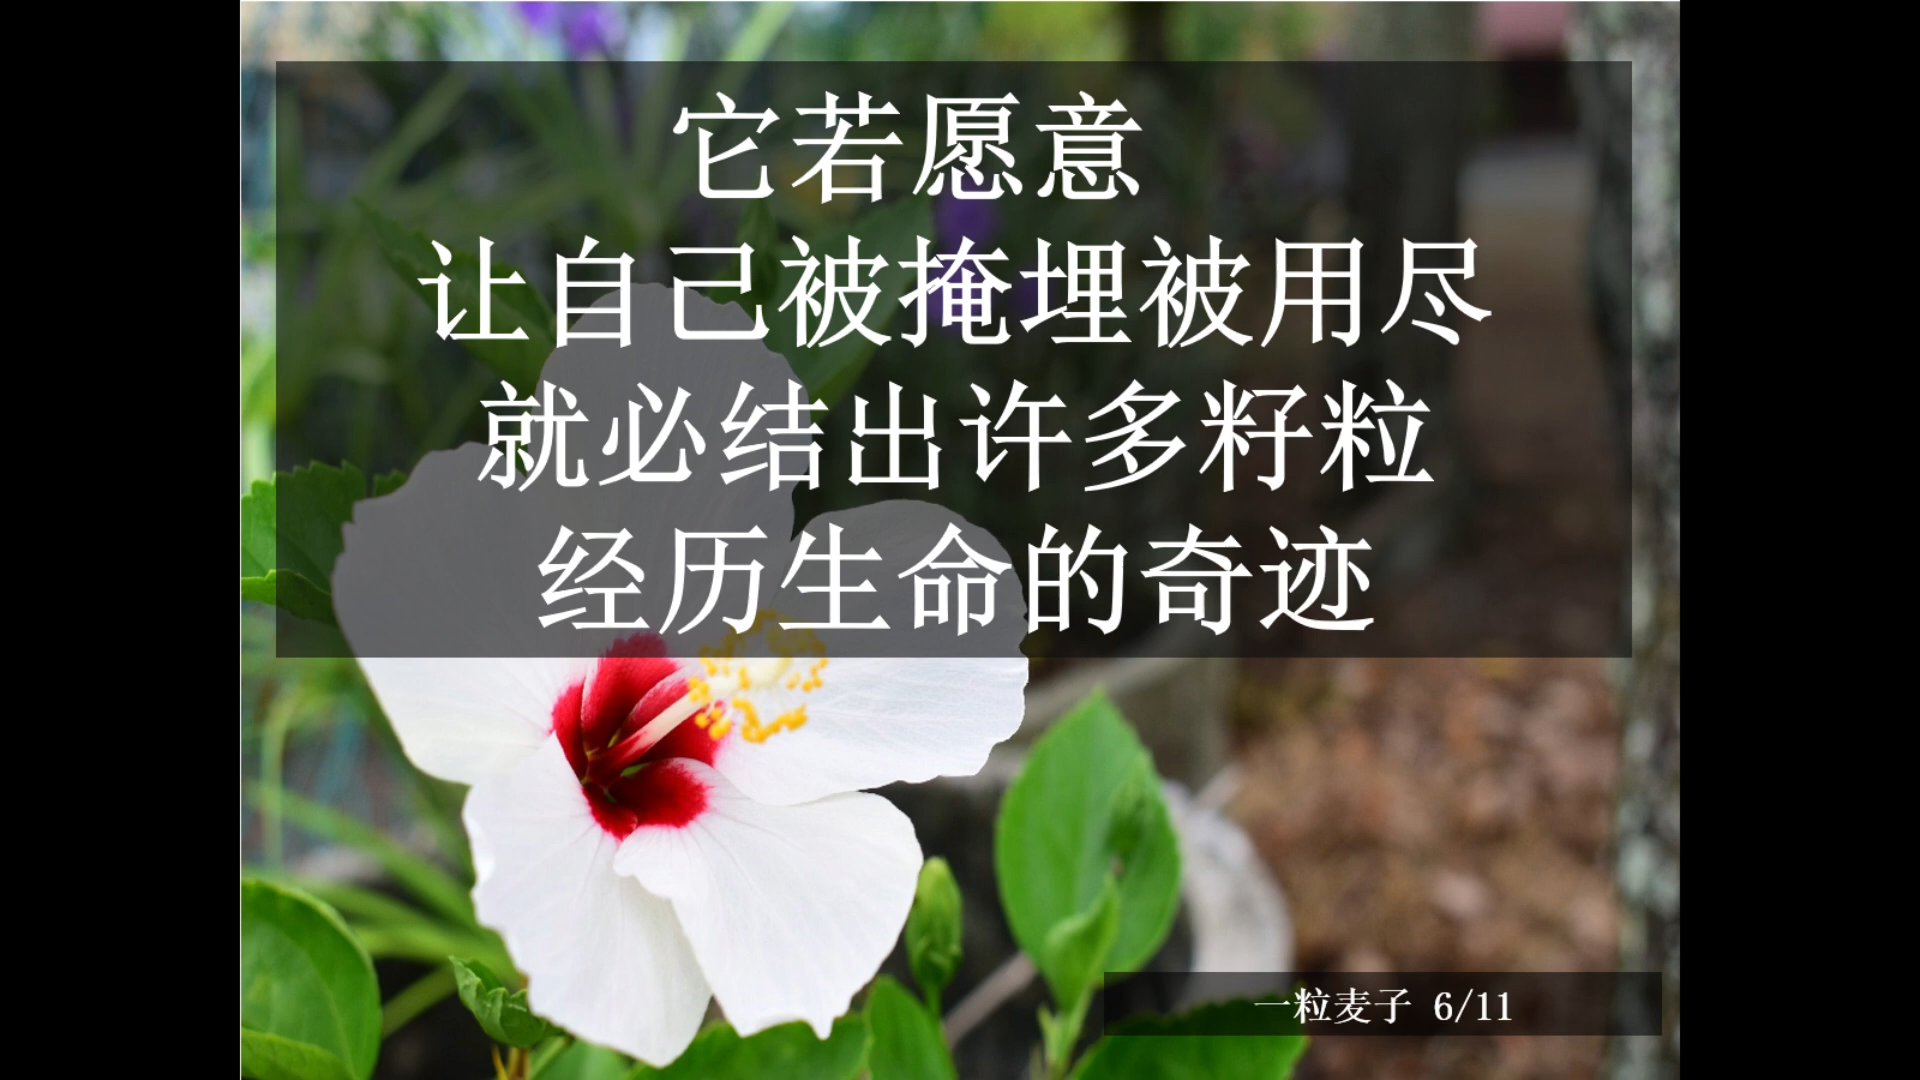 它若愿意
让自己被掩埋被用尽
就必结出许多籽粒
经历生命的奇迹
一粒麦子 6/11